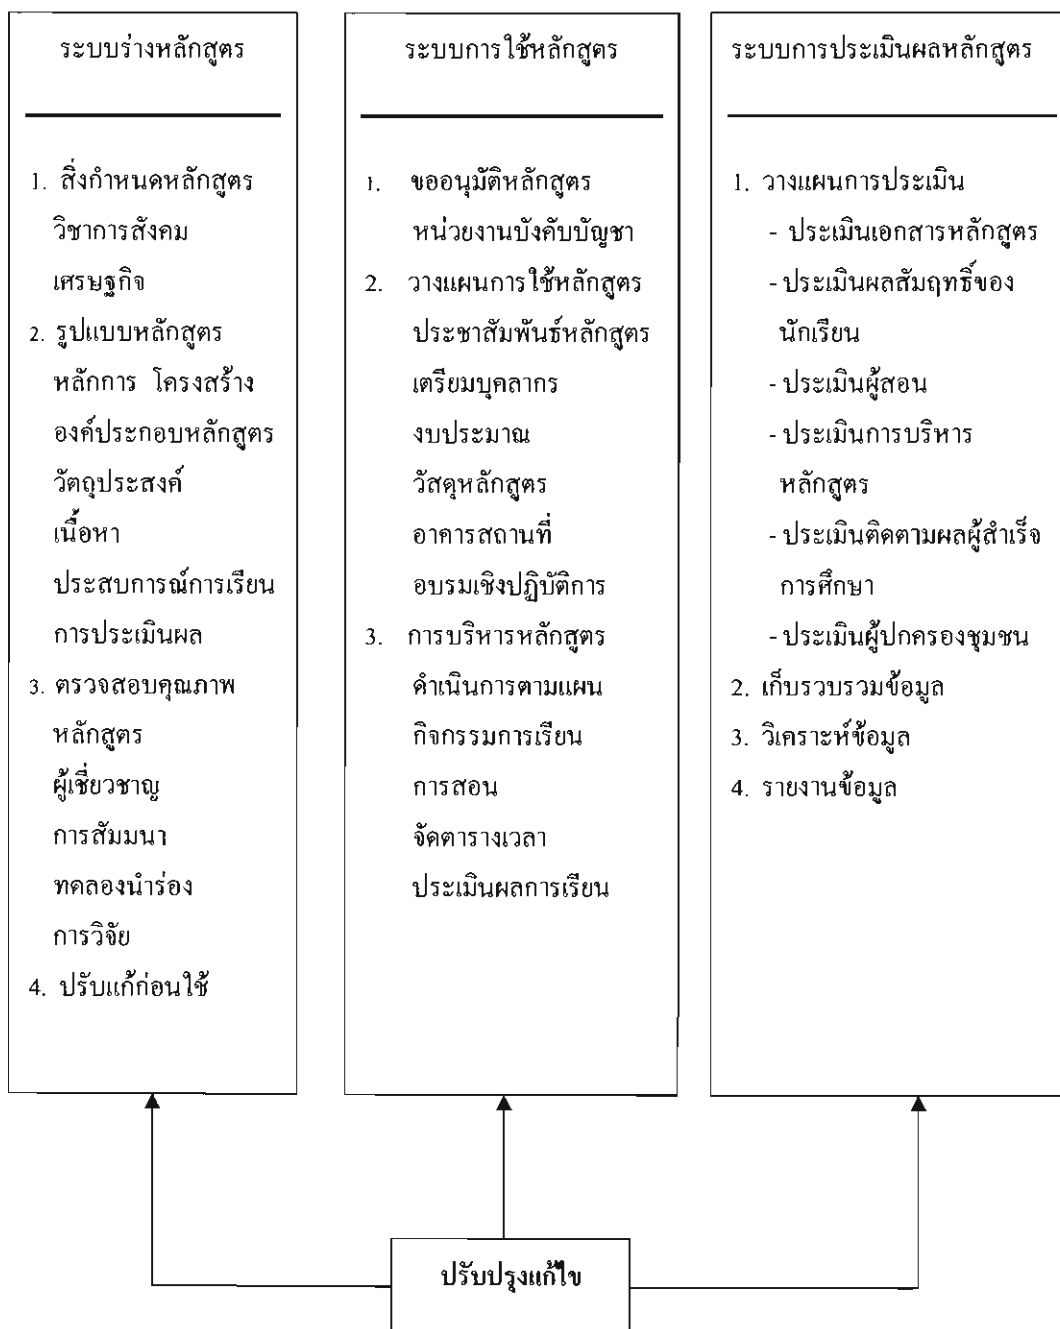 ระบบร่างหลักสูตร
1. สิ่งกำหนดหลักสูตร
วิชาการสังคม
เศรษฐกิจ
2. รูปแบบหลักสูตร
หลักการ โครงสร้าง
องค์ประกอบหลักสูตร
วัตถุประสงค์
เนื้อหา
ประสบการณ์การเรียน
การประเมินผล
3. ตรวจสอบคุณภาพ
หลักสูตร
ผู้เชี่ยวชาญ
การสัมมนา
ทดลองนำร่อง
การวิจัย
4. ปรับแก้ก่อนใช้
ระบบการใช้หลักสูตร
1. ขออนุมัติหลักสูตร
หน่วยงานบังคับบัญชา
2. วางแผนการใช้หลักสูตร
ประชาสัมพันธ์หลักสูตร
เตรียมบุคลากร
งบประมาณ
วัสดุหลักสูตร
อาคารสถานที่
อบรมเชิงปฏิบัติการ
3. การบริหารหลักสูตร
ดำเนินการตามแผน
กิจกรรมการเรียน
การสอน
จัดตารางเวลา
ประเมินผลการเรียน
ระบบการประเมินผลหลักสูตร
1. วางแผนการประเมิน
- ประเมินเอกสารหลักสูตร
- ประเมินผลสัมฤทธิ์ของ
นักเรียน
- ประเมินผู้สอน
- ประเมินการบริหาร
หลักสูตร
- ประเมินติดตามผลผู้สำเร็จ
การศึกษา
- ประเมินผู้ปกครองชุมชน
2. เก็บรวบรวมข้อมูล
3. วิเคราะห์ข้อมูล
4. รายงานข้อมูล
ปรับปรุงแก้ไข